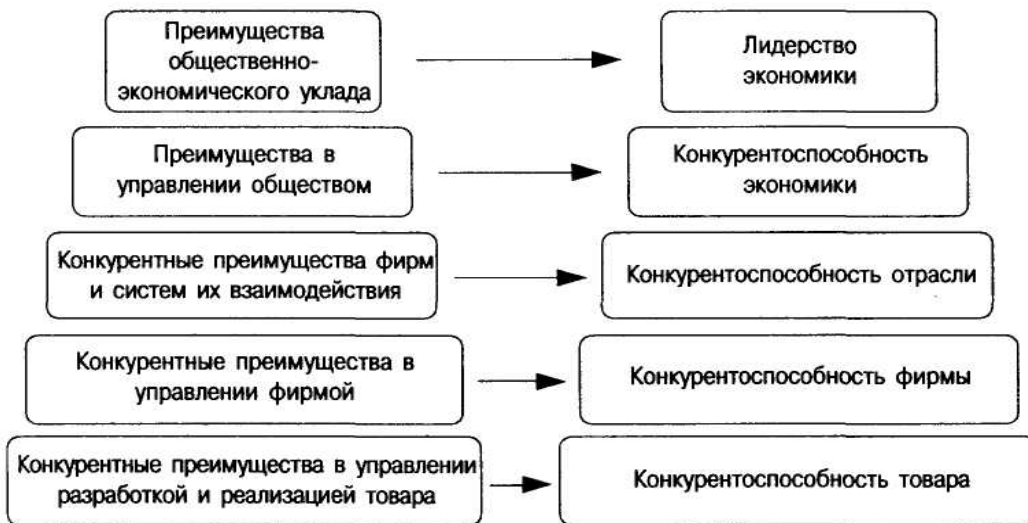 Преимущества
общественно-
экономического уклада
Лидерство
экономики
Преимущества в
управлении обществом
Конкурентоспособность
экономики
Конкурентные преимущества фирм
и систем их взаимодействия
Конкурентоспособность отрасли
Конкурентные преимущества в
управлении фирмой
Конкурентоспособность фирмы
Конкурентные преимущества в управлении
разработкой и реализацией товара
Конкурентоспособность товара